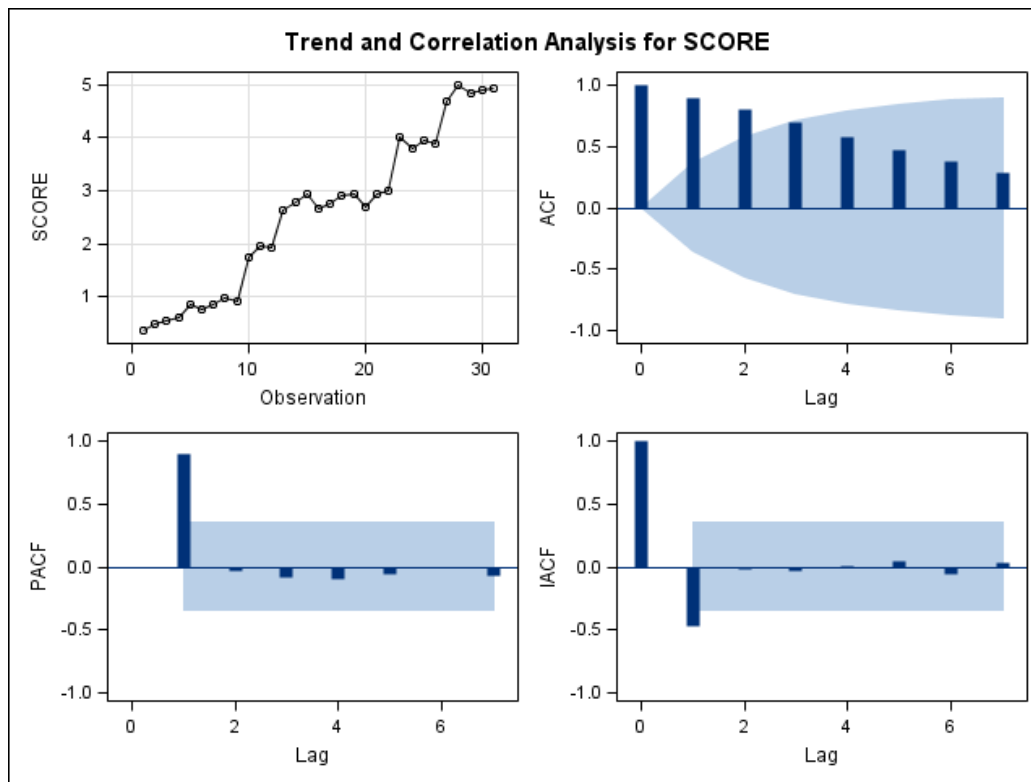 Trend and Correlation Analysis for SCORE
5
4
3
2
1
SCORE
0 10 20 30
Observation
1.0
0.5
0.0
-0.5
-1.0
ACF
0 2 4 6
Lag
1.0
0.5
0.0
-0.5
-1.0
PACF
0 2 4 6
Lag
1.0
0.5
0.0
-0.5
-1.0
IACF
0 2 4 6
Lag